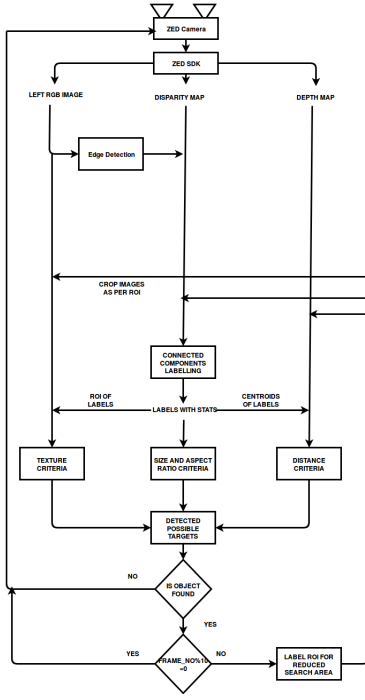 ZED Camera
ZED SDK
LEFT RGB IMAGE
DISPARITY MAP
DEPTH MAP
Edge Detection
CROP IMAGES
AS PER ROI
CONNECTED
COMPONENTS
LABELLING
ROI OF
LABELS
LABELS WITH STATS
CENTROIDS
OF LABELS
TEXTURE
CRITERIA
SIZE AND ASPECT
RATIO CRITERIA
DISTANCE
CRITERIA
DETECTED
POSSIBLE
TARGETS
NO
IS OBJECT
FOUND
YES
YES
FRAME_NO%10
=0
NO
LABEL ROI FOR
REDUCED
SEARCH AREA